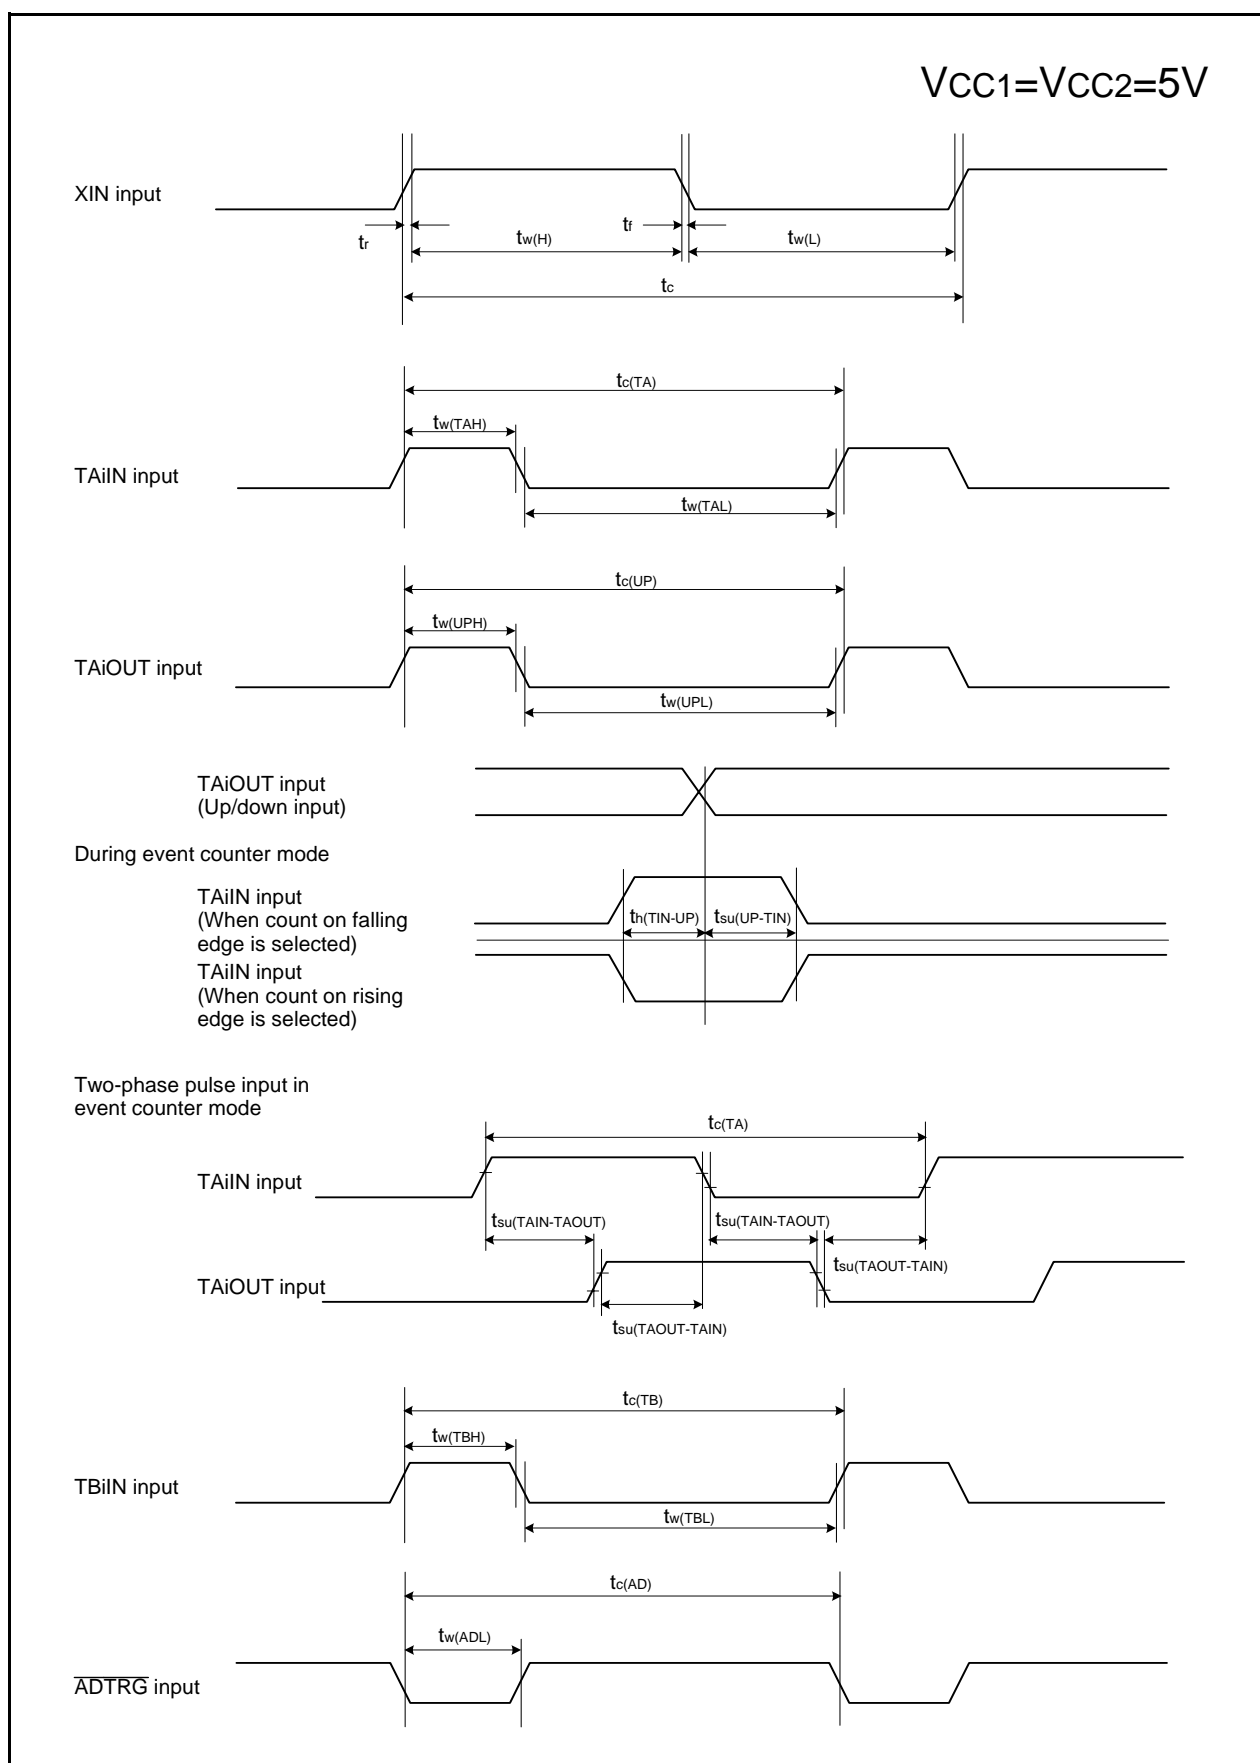 VCC1=VCC2=5V
XIN input
tr
tw(H)
tf
tw(L)
tc
tc(TA)
tw(TAH)
TAiIN input
tw(TAL)
tc(UP)
tw(UPH)
TAiOUT input
tw(UPL)
TAiOUT input
(Up/down input)
During event counter mode
TAiIN input
(When count on falling
edge is selected)
th(TIN-UP)
tsu(UP-TIN)
TAiIN input
(When count on rising
edge is selected)
Two-phase pulse input in
event counter mode
tc(TA)
TAiIN input
tsu(TAIN-TAOUT)
tsu(TAIN-TAOUT)
tsu(TAOUT-TAIN)
TAiOUT input
tsu(TAOUT-TAIN)
tc(TB)
tw(TBH)
TBiIN input
tw(TBL)
tc(AD)
tw(ADL)
ADTRG input